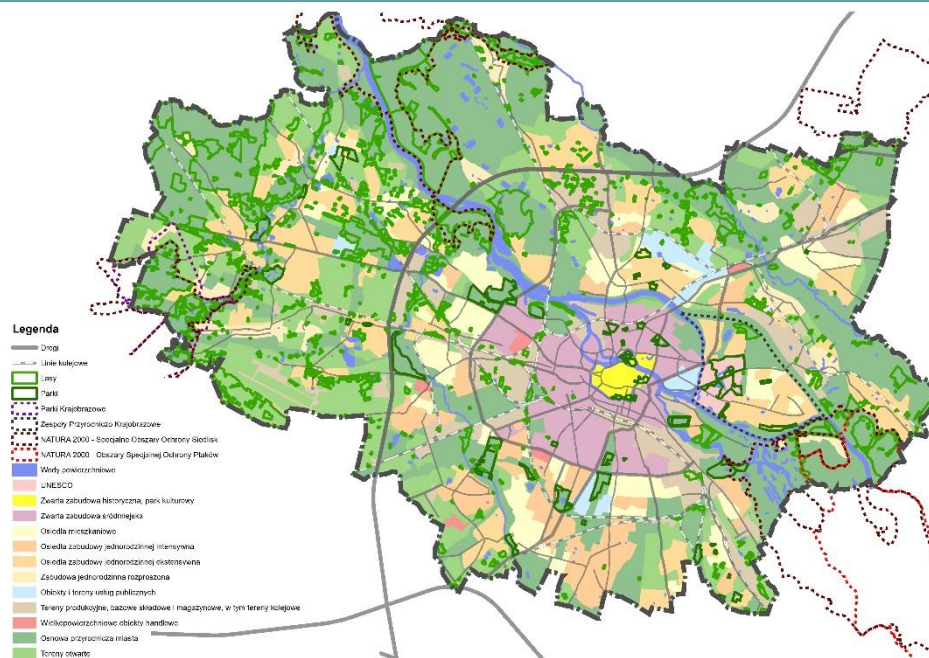 Legenda
Drogi
Linie kolejowe
Lasy
Parki
Parki Krajobrazowe
Zespoły Przyrodniczo Krajobrazowe
NATURA 2000 - Specjalne Obszary Ochrony Siedlisk
NATURA 2000 Obszary Specjalnej Ochrony Ptaków
Wody powierzchniowe
UNESCO
Zwarta zabudowa historyczna, park kulturowy
Zwarta zabudowa śródmiejska
Osiedla mieszkaniowe
Osiedla zabudowy jednorodzinnej intensywna
Osiedla zabudowy jednorodzinnej ekstensywna
Zabudowa jednorodzinna rozproszona
Obiekty i tereny usług publicznych
Tereny produkcyjne, bazowe składowe i magazynowe, w tym tereny kolejowe
Wielkopowierzchniowe obiekty handlowe
Osnowa przyrodnicza miasta
Tereny otwarte